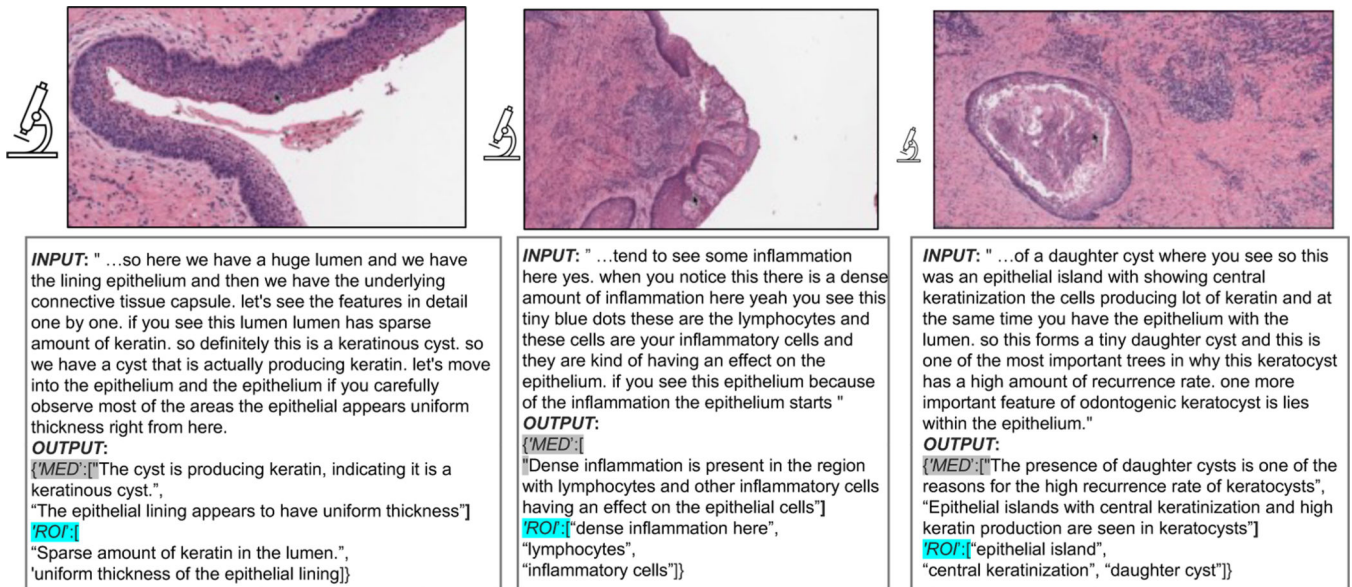 INPUT: " ...so here we have a huge lumen and we have
the lining epithelium and then we have the underlying
connective tissue capsule. let's see the features in detail
one by one. if you see this lumen lumen has sparse
amount of keratin. so definitely this is a keratinous cyst. so
we have a cyst that is actually producing keratin. let's move
into the epithelium and the epithelium if you carefully
observe most of the areas the epithelial appears uniform
thickness right from here.
OUTPUT:
{'MED':["The cyst is producing keratin, indicating it is a
keratinous cyst.”,
“The epithelial lining appears to have uniform thickness"]
'ROI':[
“Sparse amount of keratin in the lumen.”,
'uniform thickness of the epithelial lining]}
INPUT: " ...tend to see some inflammation
here yes. when you notice this there is a dense
amount of inflammation here yeah you see this
tiny blue dots these are the lymphocytes and
these cells are your inflammatory cells and
they are kind of having an effect on the
epithelium. if you see this epithelium because
of the inflammation the epithelium starts "
OUTPUT:
{'MED':[
"Dense inflammation is present in the region
with lymphocytes and other inflammatory cells
having an effect on the epithelial cells”]
'ROI':[“dense inflammation here”,
“lymphocytes”,
“inflammatory cells”]}
INPUT: " ...of a daughter cyst where you see so this
was an epithelial island with showing central
keratinization the cells producing lot of keratin and at
the same time you have the epithelium with the
lumen. so this forms a tiny daughter cyst and this is
one of the most important trees in why this keratocyst
has a high amount of recurrence rate. one more
important feature of odontogenic keratocyst is lies
within the epithelium."
OUTPUT:
{'MED':["The presence of daughter cysts is one of the
reasons for the high recurrence rate of keratocysts”,
“Epithelial islands with central keratinization and high
keratin production are seen in keratocysts”]
'ROI':[“epithelial island”,
“central keratinization”, “daughter cyst”]}